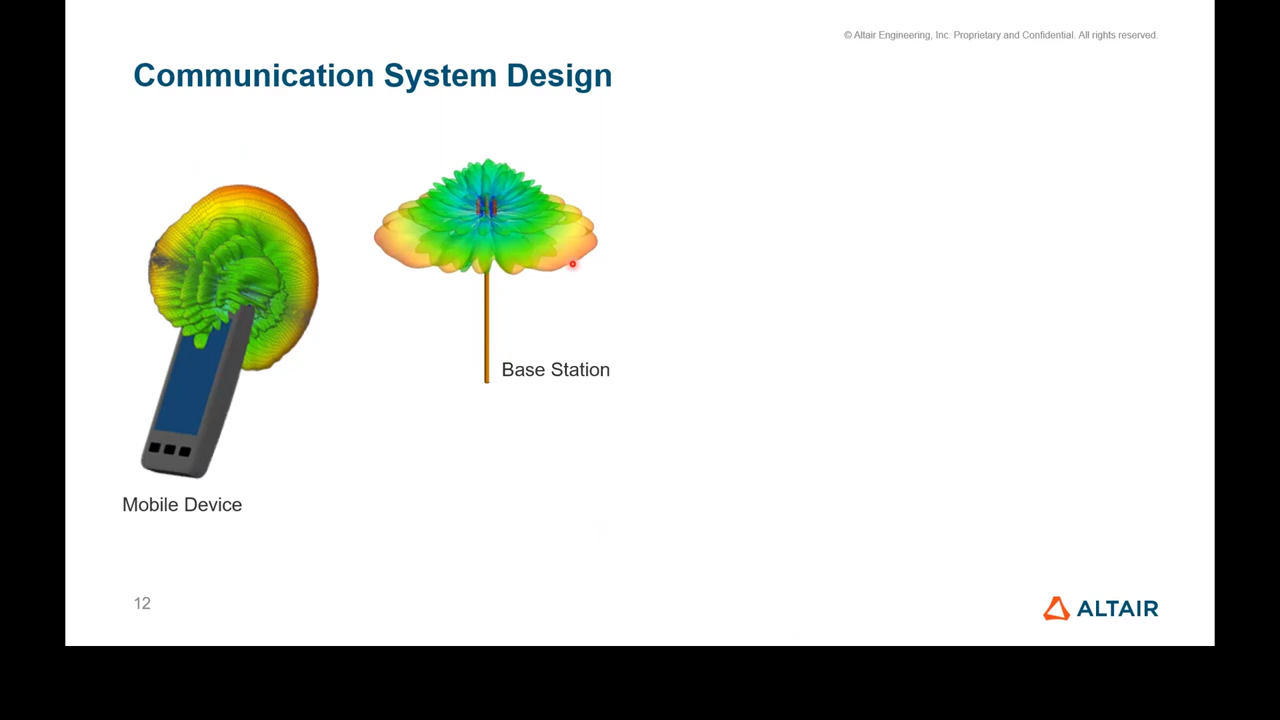 © Altair Engineering, Inc. Proprietary and Confidential. All rights reserved.
Communication System Design
Base Station
Mobile Device
12
ALTAIR